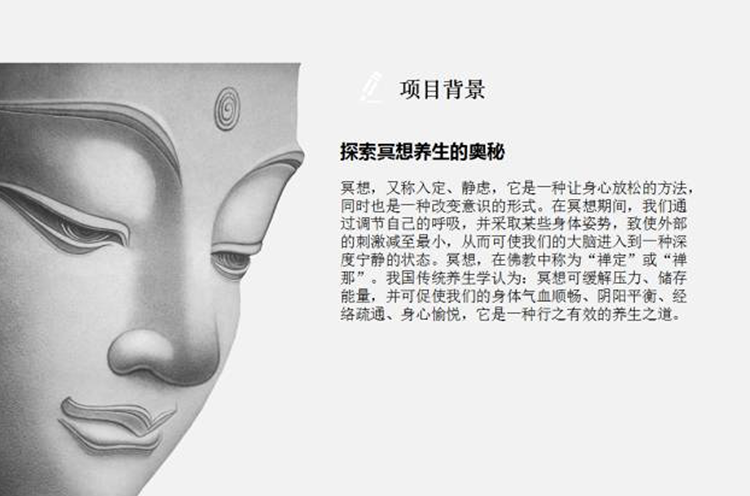 项目背景
探索冥想养生的奥秘
冥想，又称入定、静虑，它是一种让身心放松的方法，
同时也是一种改变意识的形式。在冥想期间，我们通
过调节自己的呼吸，并采取某些身体姿势，致使外部
的刺激减至最小，从而可使我们的大脑进入到一种深
度宁静的状态。冥想，在佛教中称为“禅定”或“禅
那”。我国传统养生学认为：冥想可缓解压力、储存
能量，并可促使我们的身体气血顺畅、阴阳平衡、经
络疏通、身心愉悦，它是一种行之有效的养生之道。